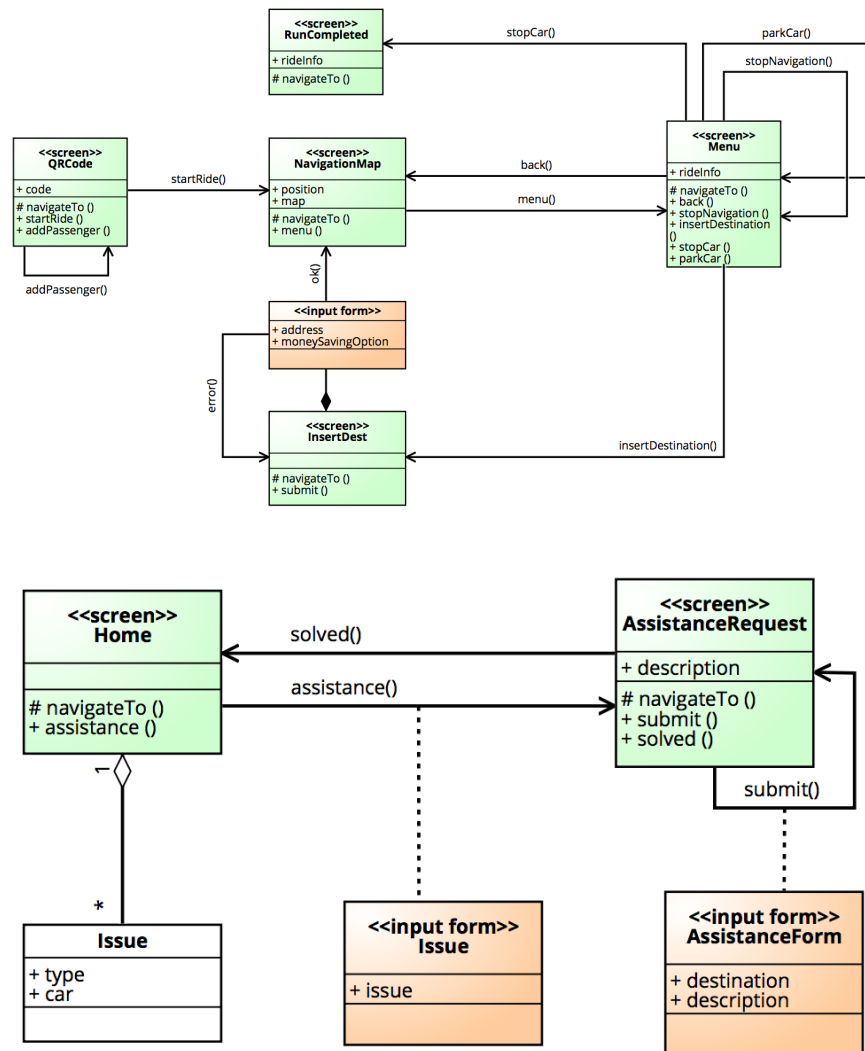 <<screen>>
RunCompleted
+ rideInfo
# navigateTo ()
stopCar()
parkCar()
stopNavigation()
<<screen>>
QRCode
+ code
# navigateTo ()
+ startRide ()
+ addPassenger ()
addPassenger()
startRide()
<<screen>>
NavigationMap
+ position
+ map
# navigateTo ()
+ menu ()
back()
menu()
<<screen>>
Menu
+ rideInfo
# navigateTo ()
+ back ()
+ stopNavigation ()
+ insertDestination
()
+ stopCar ()
+ parkCar ()
ok()
<<input form>>
+ address
+ moneySavingOption
error()
<<screen>>
InsertDest
# navigateTo ()
+ submit ()
insertDestination()
<<screen>>
Home
# navigateTo ()
+ assistance ()
solved()
assistance()
<<screen>>
AssistanceRequest
+ description
# navigateTo ()
+ submit ()
+ solved ()
submit()
1
*
Issue
+ type
+ car
<<input form>>
Issue
+ issue
<<input form>>
AssistanceForm
+ destination
+ description